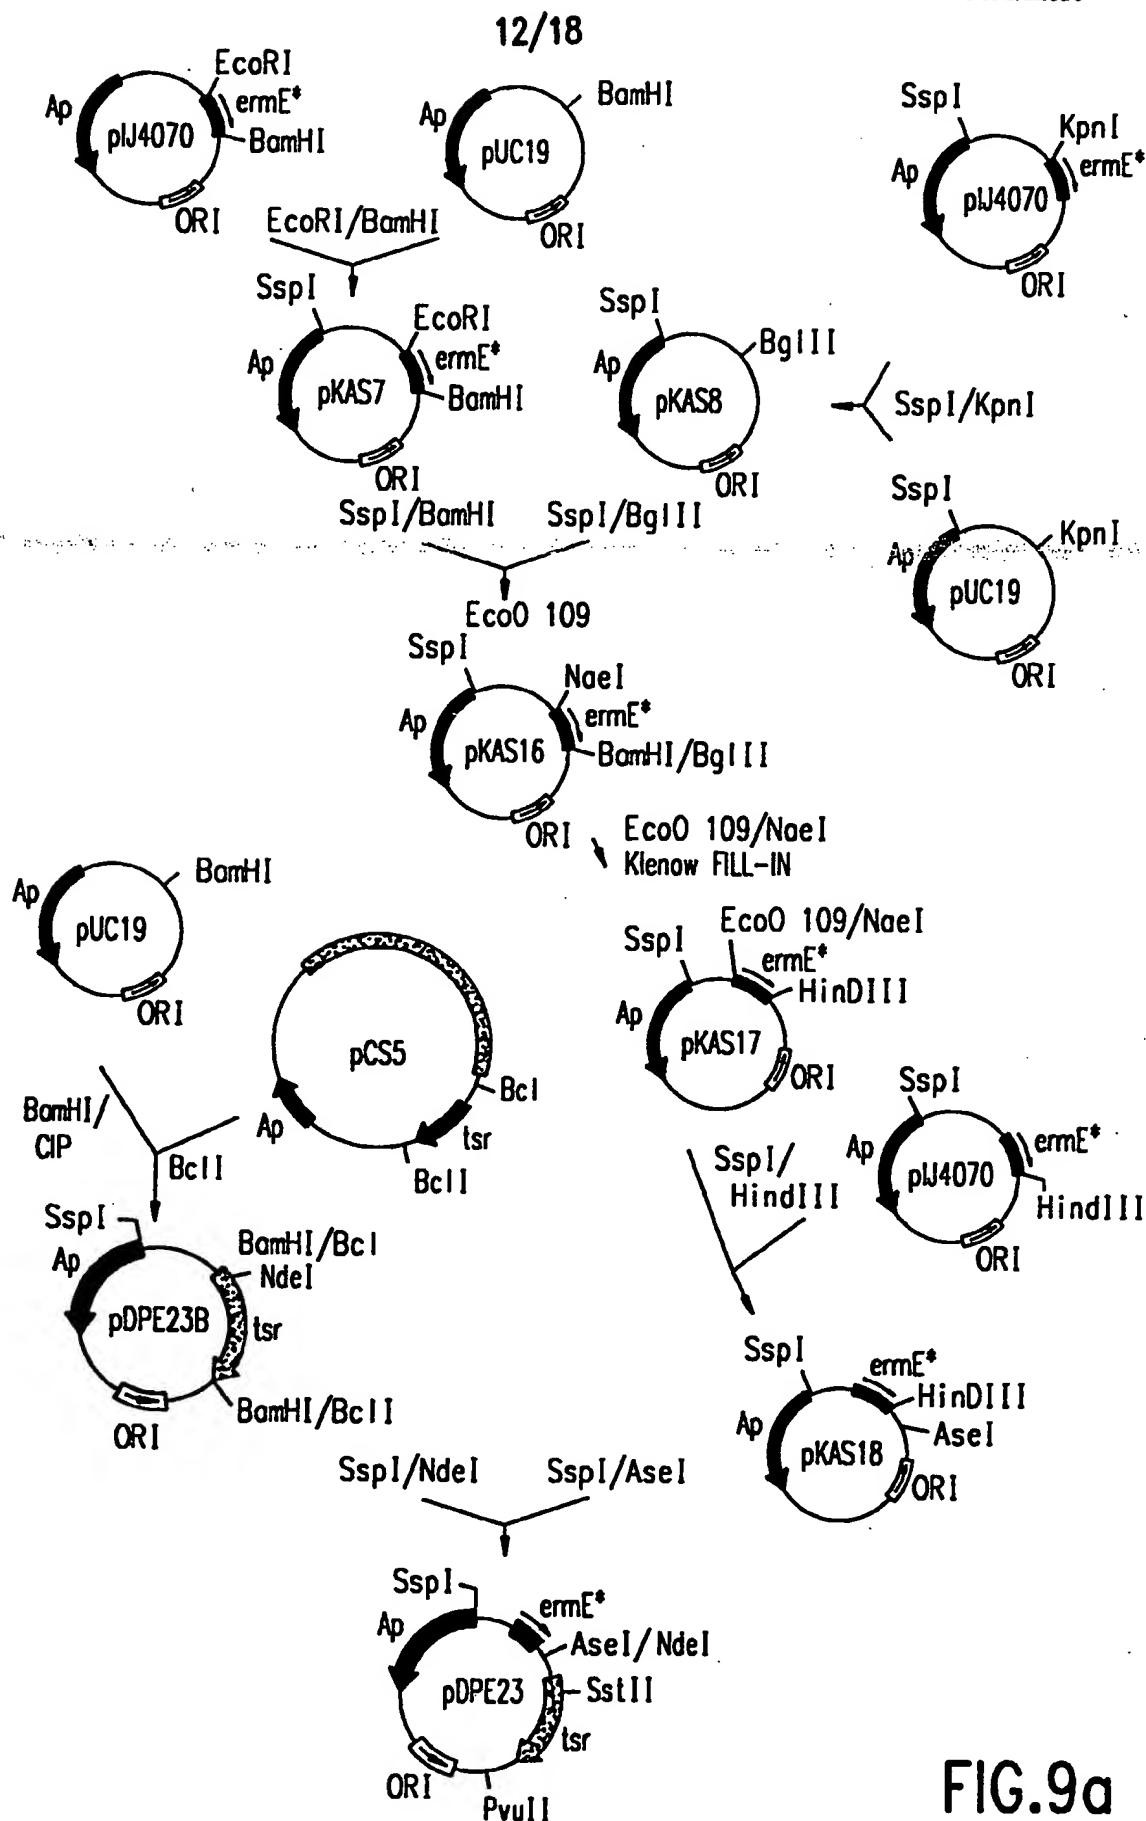 12/18
EcoRI
Ap
ermE*
pIJ4070
BamHI
ORI
BamHI
Ap
pUC19
ORI
SspI
KpnI
Ap
ermE*
pIJ4070
ORI
EcoRI/BamHI
SspI
EcoRI
Ap
ermE*
pKAS7
BamHI
ORI
SspI
BglII
Ap
pKAS8
ORI
SspI/KpnI
SspI/BamHI
SspI/BglII
SspI
KpnI
Ap
pUC19
ORI
EcoO 109
SspI
NaeI
Ap
ermE*
pKAS16
BamHI/BglII
ORI
EcoO 109/NaeI
Klenow FILL-IN
BamHI
Ap
pUC19
ORI
pCS5
BclI
Ap
tsr
BclI
EcoO 109/NaeI
SspI
ermE*
HinDIII
Ap
pKAS17
ORI
SspI
Ap
ermE*
pIJ4070
HindIII
ORI
BamHI/
CIP
BclI
SspI/
HindIII
SspI
BamHI/BclI
Ap
NdeI
pDPE23B
tsr
BamHI/BclI
ORI
SspI
ermE*
HinDIII
Ap
AseI
pKAS18
ORI
SspI/NdeI
SspI/AseI
SspI
ermE*
Ap
AseI/NdeI
pDPE23
SstII
tsr
ORI
PvuII
FIG.9a